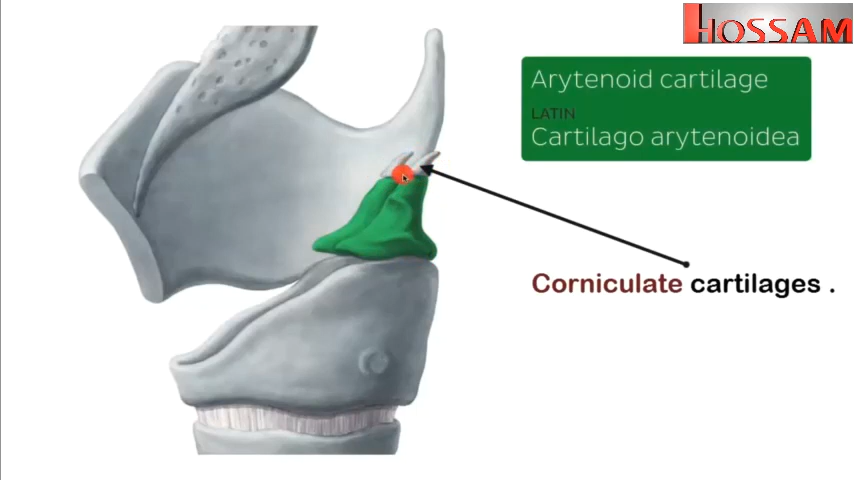 HOSSAM
Arytenoid cartilage
LATIN
Cartilago arytenoidea
Corniculate cartilages .